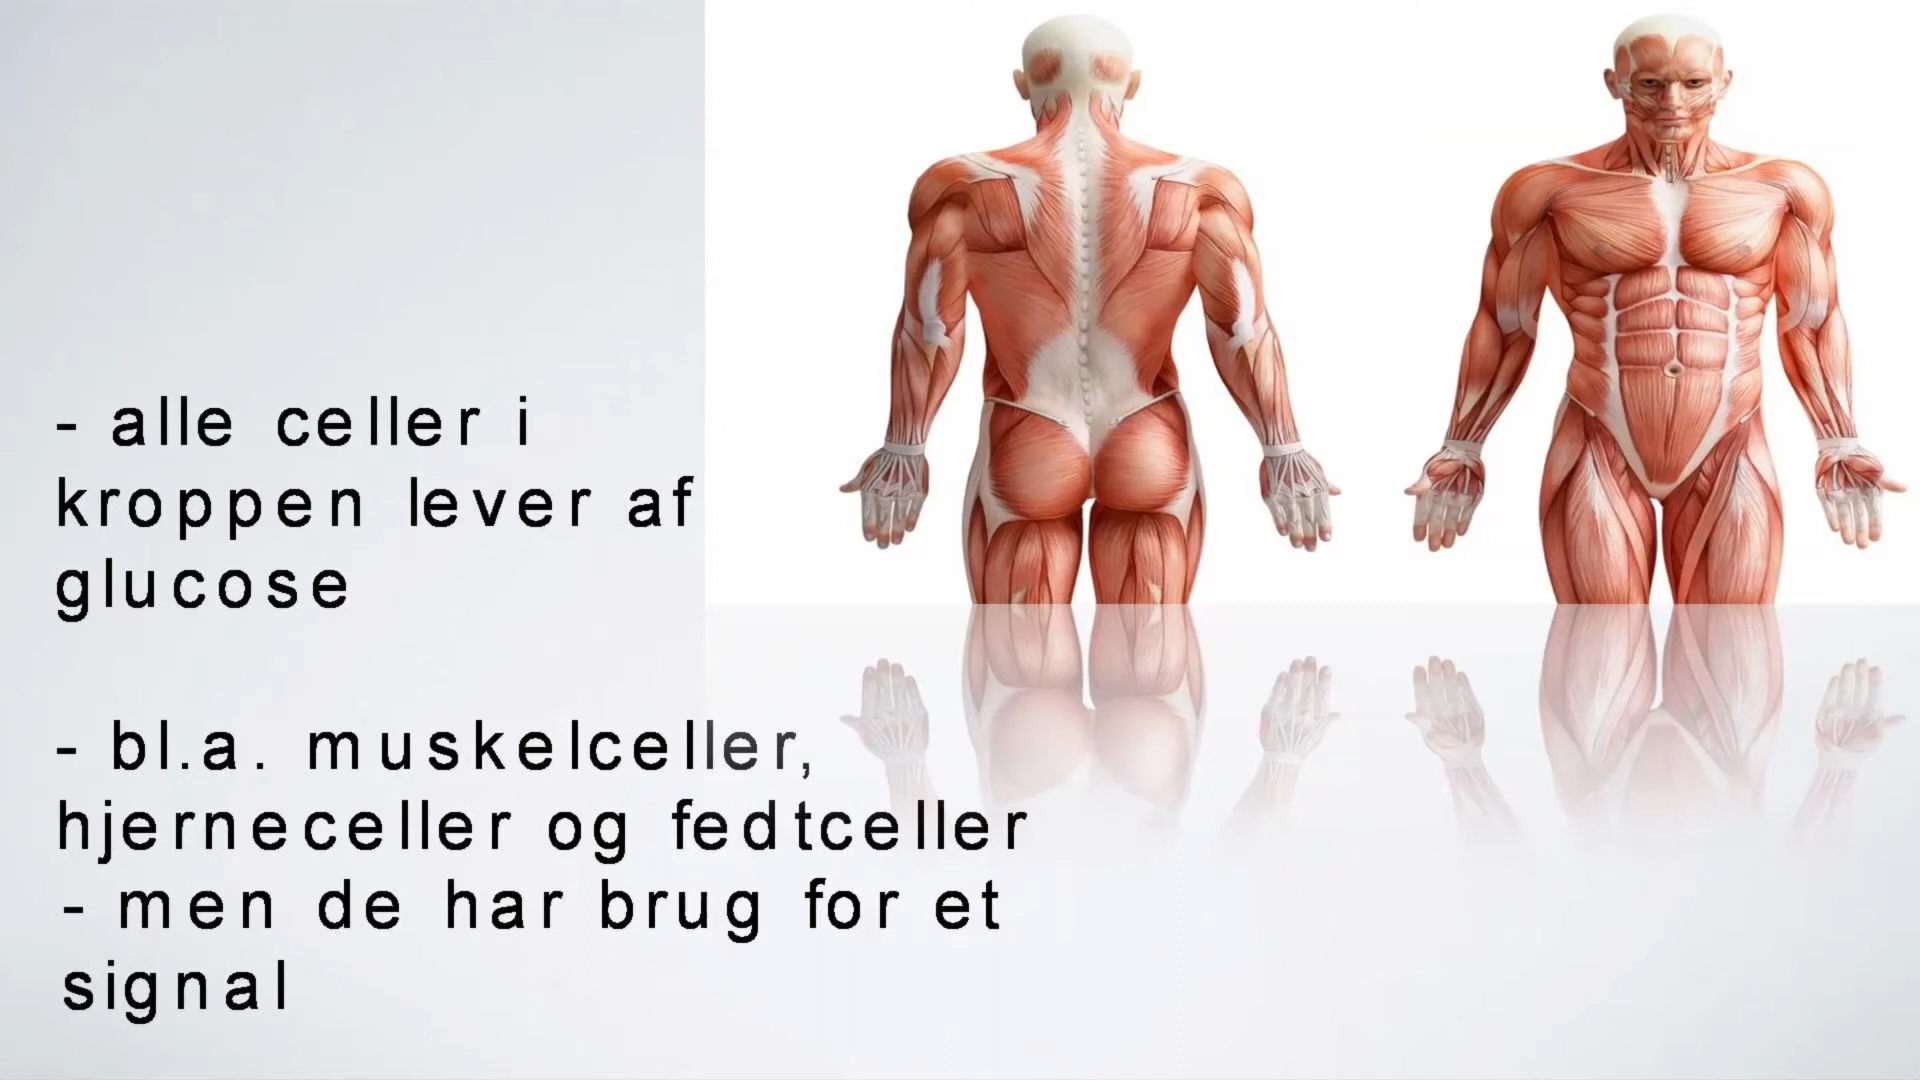 - alle celler i
kroppen lever af
glucose
- bl.a. muskelceller,
hjerneceller og fedtceller
- men de har brug for et
signal